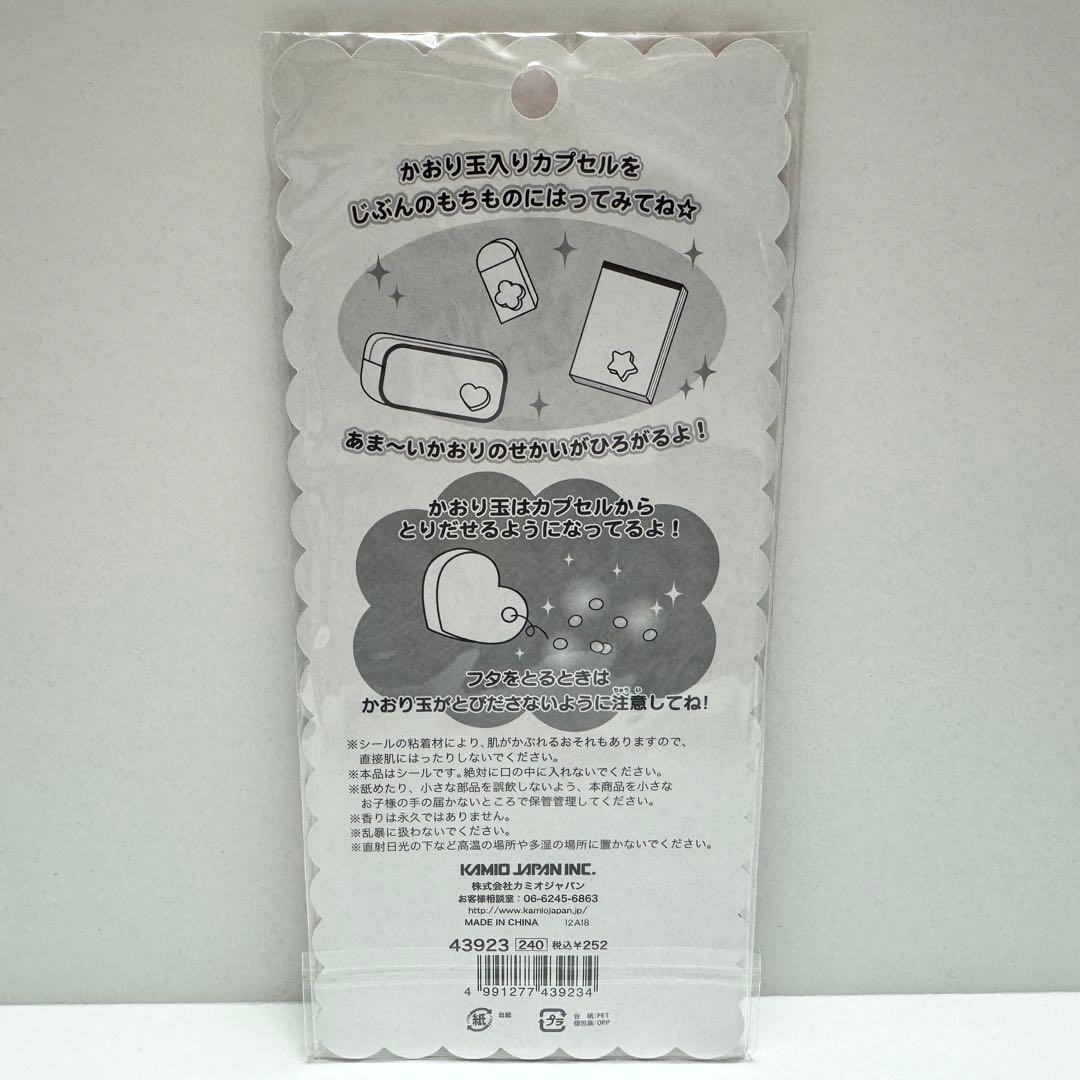 かおり玉入りカプセルを
じぶんのもちものにはってみてね☆
あま〜いかおりのせかいがひろがるよ！
かおり玉はカプセルから
とりだせるようになってるよ！
フタをとるときは
かおり玉がとびださないように注意してね!
ちゅうい
※シールの粘着材により、肌がかぶれるおそれもありますので、
直接肌にはったりしないでください。
※本品はシールです。絶対に口の中に入れないでください。
※舐めたり、小さな部品を誤飲しないよう、本商品を小さな
お子様の手の届かないところで保管管理してください。
※香りは永久ではありません。
※乱暴に扱わないでください。
※直射日光の下など高温の場所や多湿の場所に置かないでください。
KAMIO JAPAN INC.
株式会社カミオジャパン
お客様相談室：06-6245-6863
http://www.kamiojapan.jp/
MADE IN CHINA 12A18
43923 240 税込¥252
4 991277 439234
紙 台紙
プラ 台 紙:PET
個包装:OPP